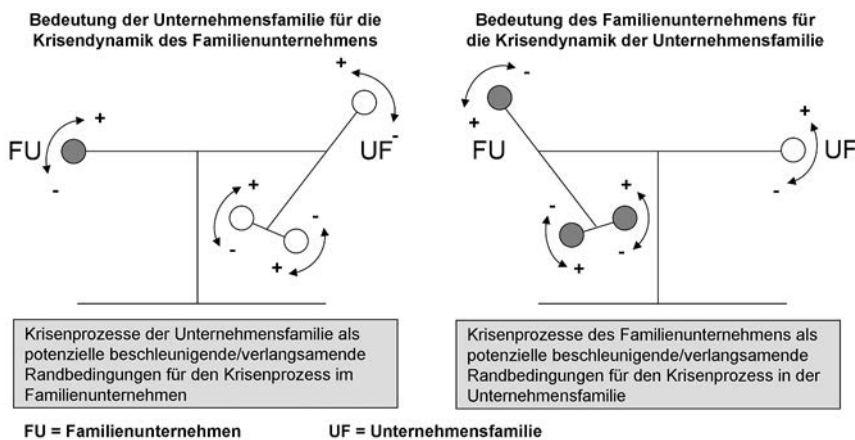 Bedeutung der Unternehmensfamilie für die
Krisendynamik des Familienunternehmens
+
-
+
FU
-
UF
+
-
-
+
Krisenprozesse der Unternehmensfamilie als
potenzielle beschleunigende/verlangsamende
Randbedingungen für den Krisenprozess im
Familienunternehmen
Bedeutung des Familienunternehmens für
die Krisendynamik der Unternehmensfamilie
-
+
+
FU
UF
-
+
-
-
+
Krisenprozesse des Familienunternehmens als
potenzielle beschleunigende/verlangsamende
Randbedingungen für den Krisenprozess in der
Unternehmensfamilie
FU = Familienunternehmen
UF = Unternehmensfamilie